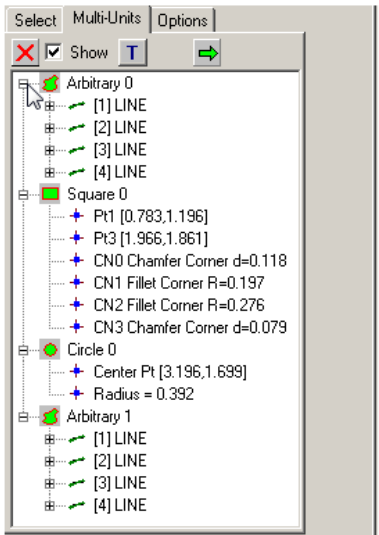 Select Multi-Units Options
Show T
Arbitrary 0
[1] LINE
[2] LINE
[3] LINE
[4] LINE
Square 0
Pt1 [0.783,1.196]
Pt3 [1.966,1.861]
CN0 Chamfer Corner d=0.118
CN1 Fillet Corner R=0.197
CN2 Fillet Corner R=0.276
CN3 Chamfer Corner d=0.079
Circle 0
Center Pt [3.196,1.699]
Radius = 0.392
Arbitrary 1
[1] LINE
[2] LINE
[3] LINE
[4] LINE